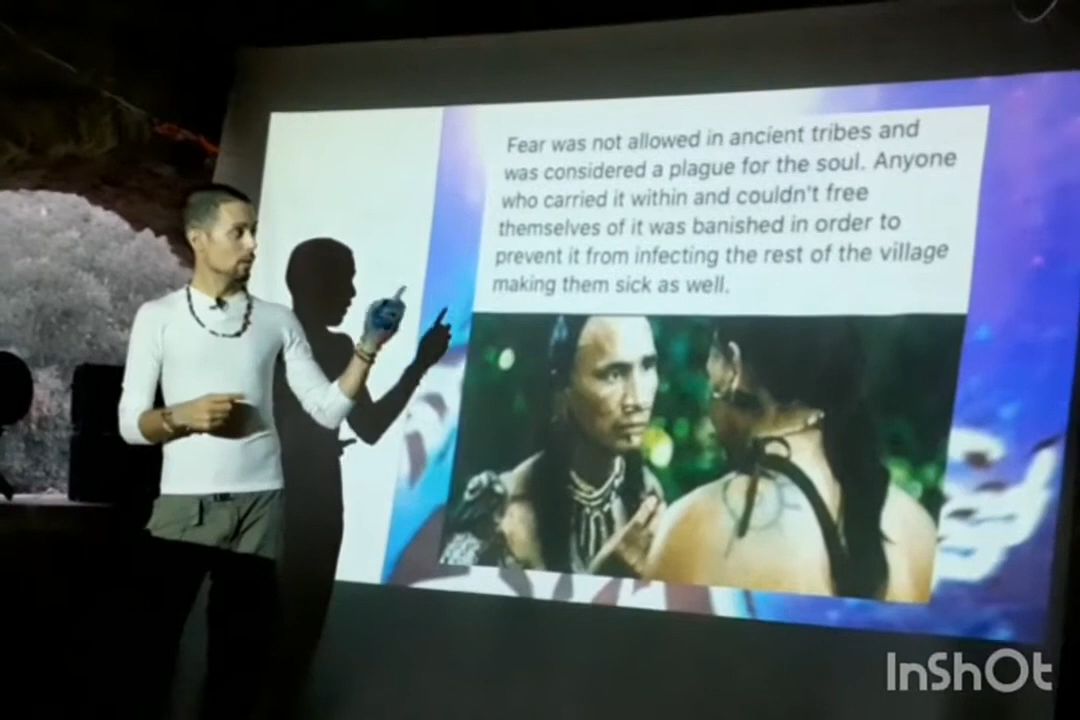 Fear was not allowed in ancient tribes and
was considered a plague for the soul. Anyone
who carried it within and couldn't free
themselves of it was banished in order to
prevent it from infecting the rest of the village
making them sick as well.
InShOt